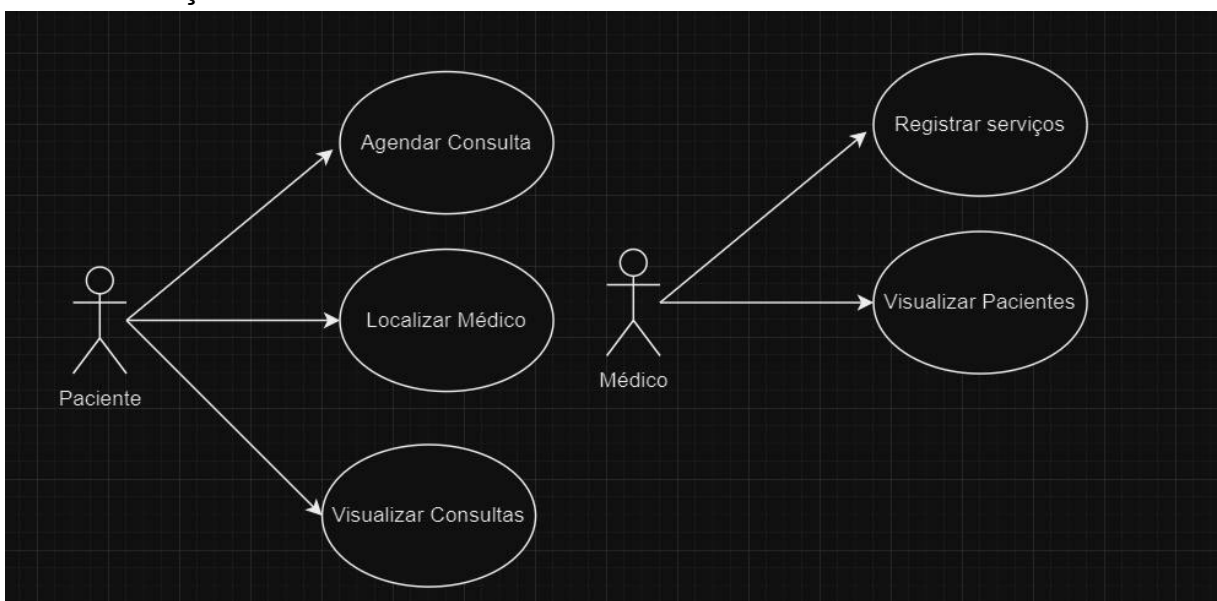 Agendar Consulta
Localizar Médico
Visualizar Consultas
Paciente
Registrar serviços
Visualizar Pacientes
Médico